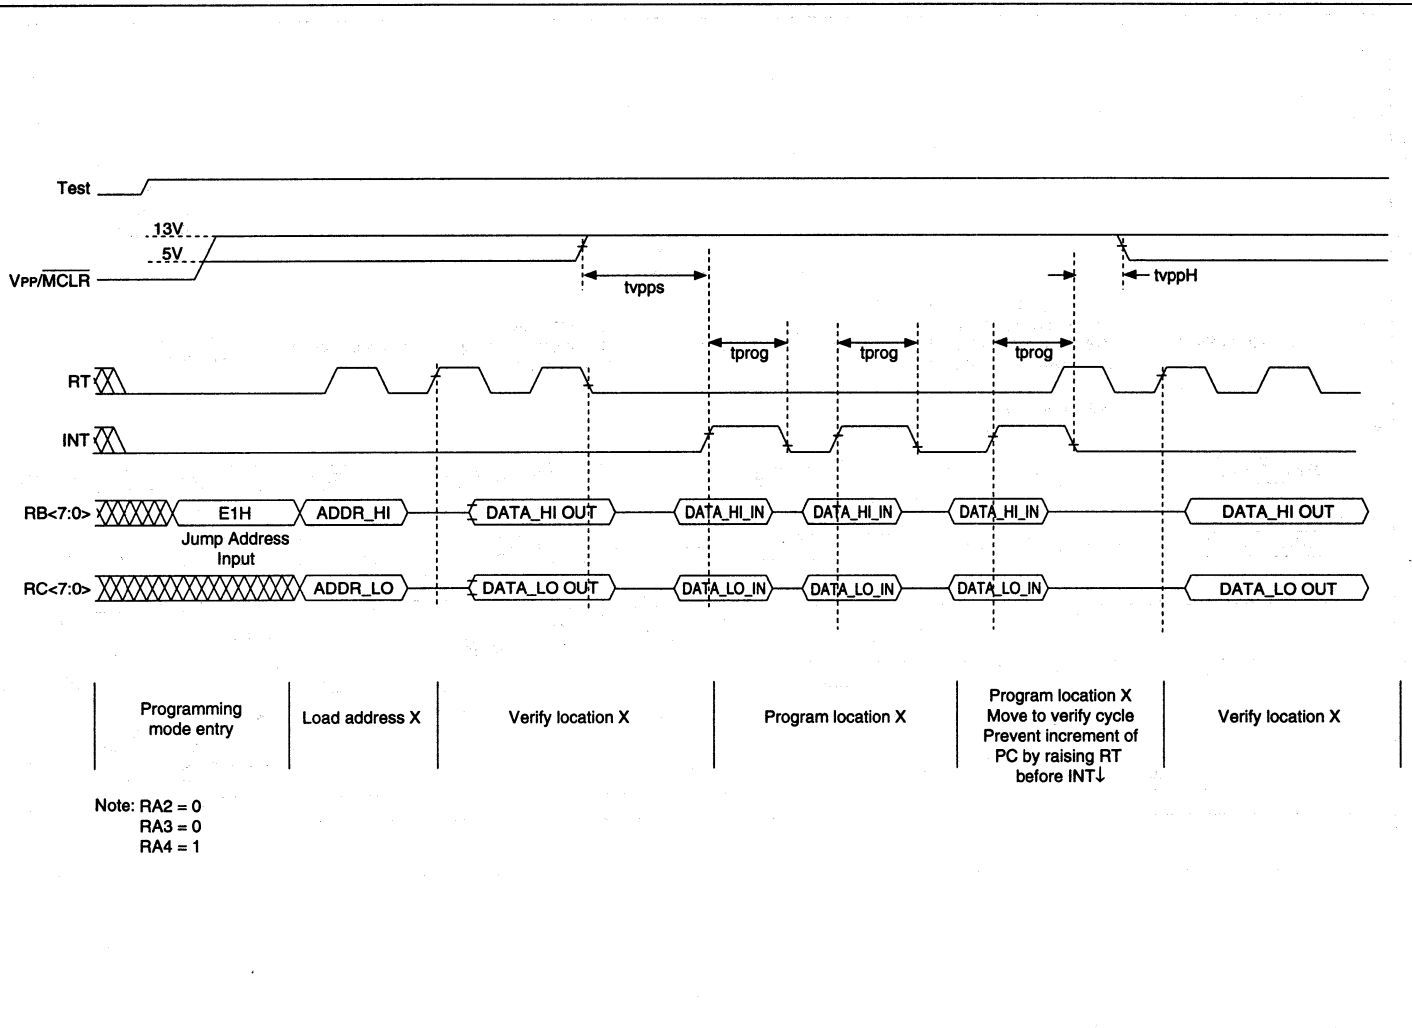 Test
13V
5V
VPP/MCLR
tvpps
tvppH
tprog
tprog
tprog
RT
INT
RB<7:0>
E1H
ADDR_HI
DATA_HI OUT
DATA_HI_IN
DATA_HI_IN
DATA_HI_IN
DATA_HI OUT
Jump Address
Input
RC<7:0>
ADDR_LO
DATA_LO OUT
DATA_LO_IN
DATA_LO_IN
DATA_LO_IN
DATA_LO OUT
Programming
mode entry
Load address X
Verify location X
Program location X
Program location X
Move to verify cycle
Prevent increment of
PC by raising RT
before INT↓
Verify location X
Note: RA2 = 0
RA3 = 0
RA4 = 1